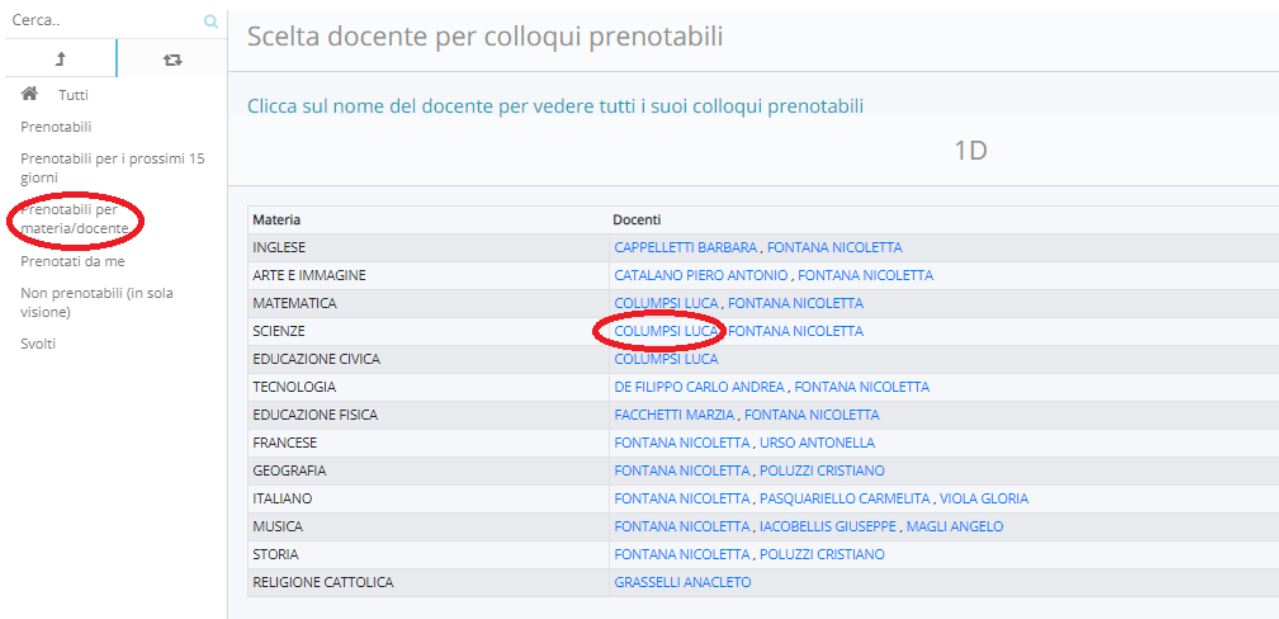 Cerca..
Tutti
Prenotabili
Prenotabili per i prossimi 15
giorni
Prenotabili per
materia/docente
Prenotati da me
Non prenotabili (in sola
visione)
Svolti
Scelta docente per colloqui prenotabili
Clicca sul nome del docente per vedere tutti i suoi colloqui prenotabili
1D
Materia Docenti
INGLESE CAPPELLETTI BARBARA , FONTANA NICOLETTA
ARTE E IMMAGINE CATALANO PIERO ANTONIO , FONTANA NICOLETTA
MATEMATICA COLUMPSI LUCA , FONTANA NICOLETTA
SCIENZE COLUMPSI LUCA , FONTANA NICOLETTA
EDUCAZIONE CIVICA COLUMPSI LUCA
TECNOLOGIA DE FILIPPO CARLO ANDREA , FONTANA NICOLETTA
EDUCAZIONE FISICA FACCHETTI MARZIA , FONTANA NICOLETTA
FRANCESE FONTANA NICOLETTA , URSO ANTONELLA
GEOGRAFIA FONTANA NICOLETTA , POLUZZI CRISTIANO
ITALIANO FONTANA NICOLETTA , PASQUARIELLO CARMELITA , VIOLA GLORIA
MUSICA FONTANA NICOLETTA , IACOBELLIS GIUSEPPE , MAGLI ANGELO
STORIA FONTANA NICOLETTA , POLUZZI CRISTIANO
RELIGIONE CATTOLICA GRASSELLI ANACLETO